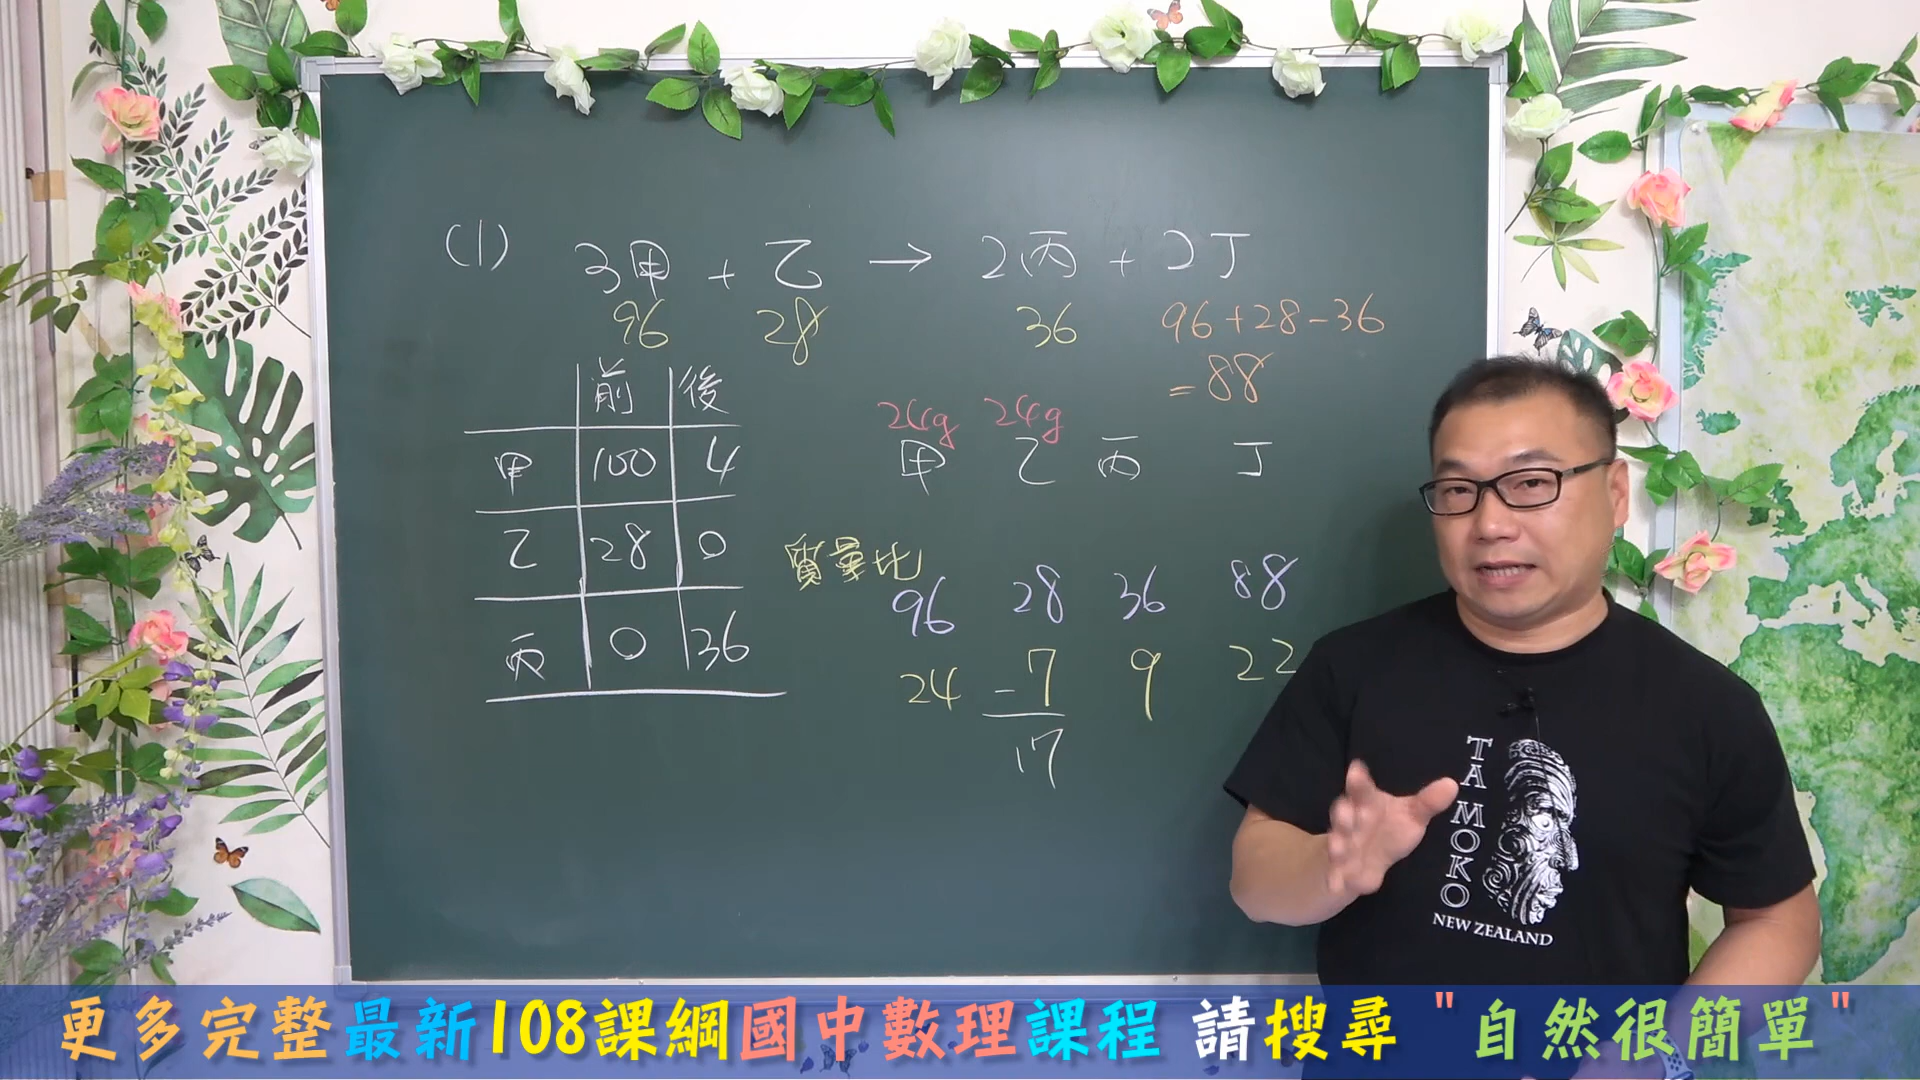 (1) 3甲 + 乙 → 2丙 + 2丁
96 28 36 96+28-36
=88
前 後
甲 100 4
乙 28 0
丙 0 36
24g 24g
甲 乙 丙 丁
質量比
96 28 36 88
24 -7 9 22
17
TA MOKO
NEW ZEALAND
更多完整最新108課綱國中數理課程 請搜尋"自然很簡單"